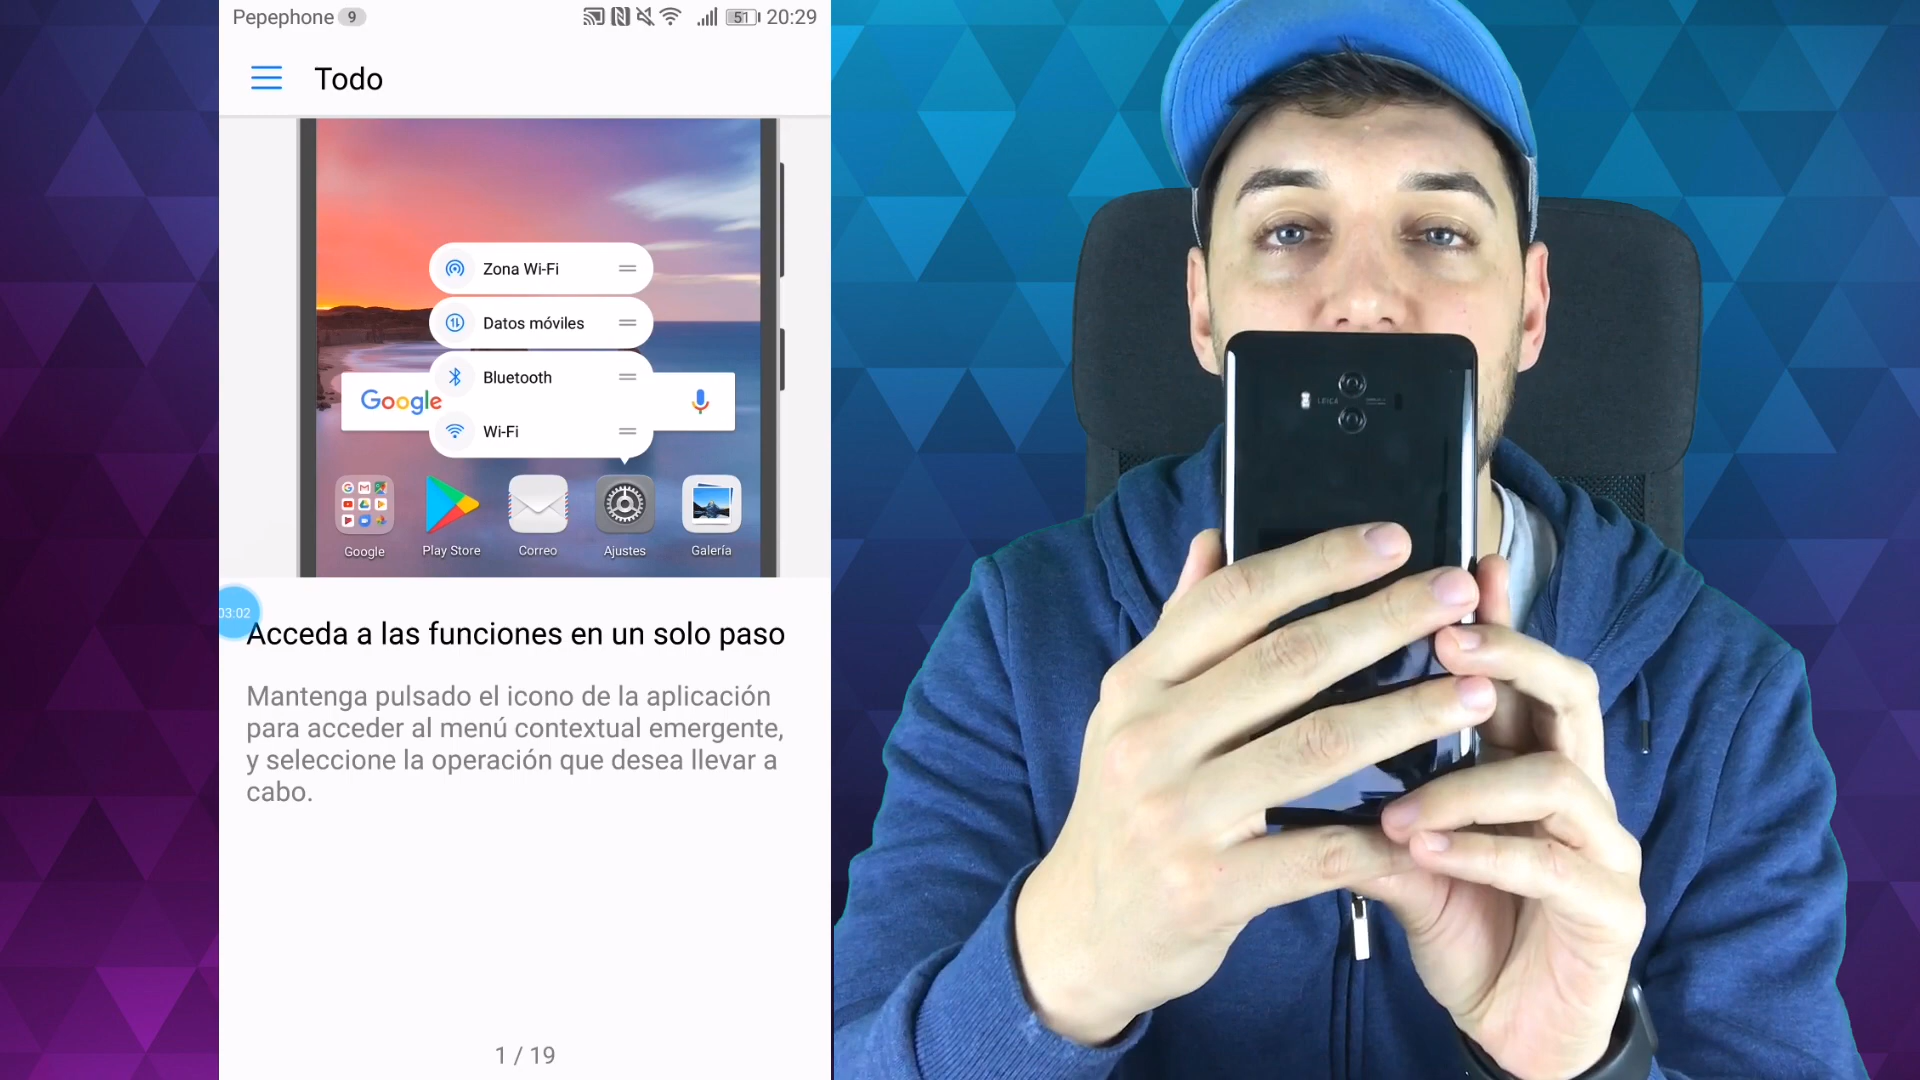 Pepephone 9
51 20:29
Todo
Zona Wi-Fi
Datos móviles
Bluetooth
Google
Wi-Fi
Google
Play Store
Correo
Ajustes
Galería
03:02
Acceda a las funciones en un solo paso
Mantenga pulsado el icono de la aplicación
para acceder al menú contextual emergente,
y seleccione la operación que desea llevar a
cabo.
1 / 19
LEICA